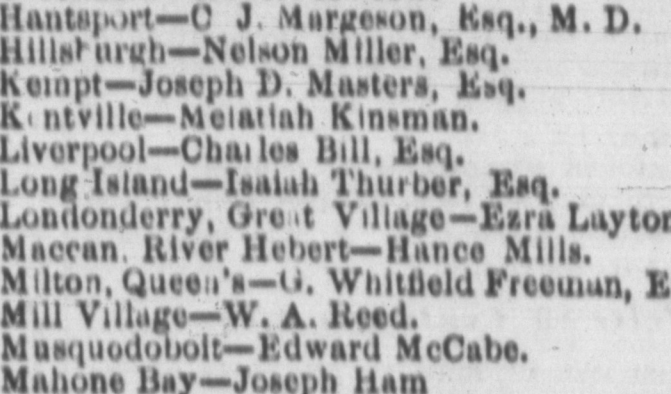 Hantsport—C J. Margeson, Esq., M. D.
Hillsburgh—Nelson Miller, Esq.
Kempt—Joseph D. Masters, Esq.
Kentville—Melatiah Kinsman.
Liverpool—Charles Bill, Esq.
Long Island—Isaiah Thurber, Esq.
Londonderry, Great Village—Ezra Layton
Maccan, River Hebert—Hance Mills.
Milton, Queen's—G. Whitfield Freeman, E
Mill Village—W. A. Reed.
Musquodoboit—Edward McCabe.
Mahone Bay—Joseph Ham